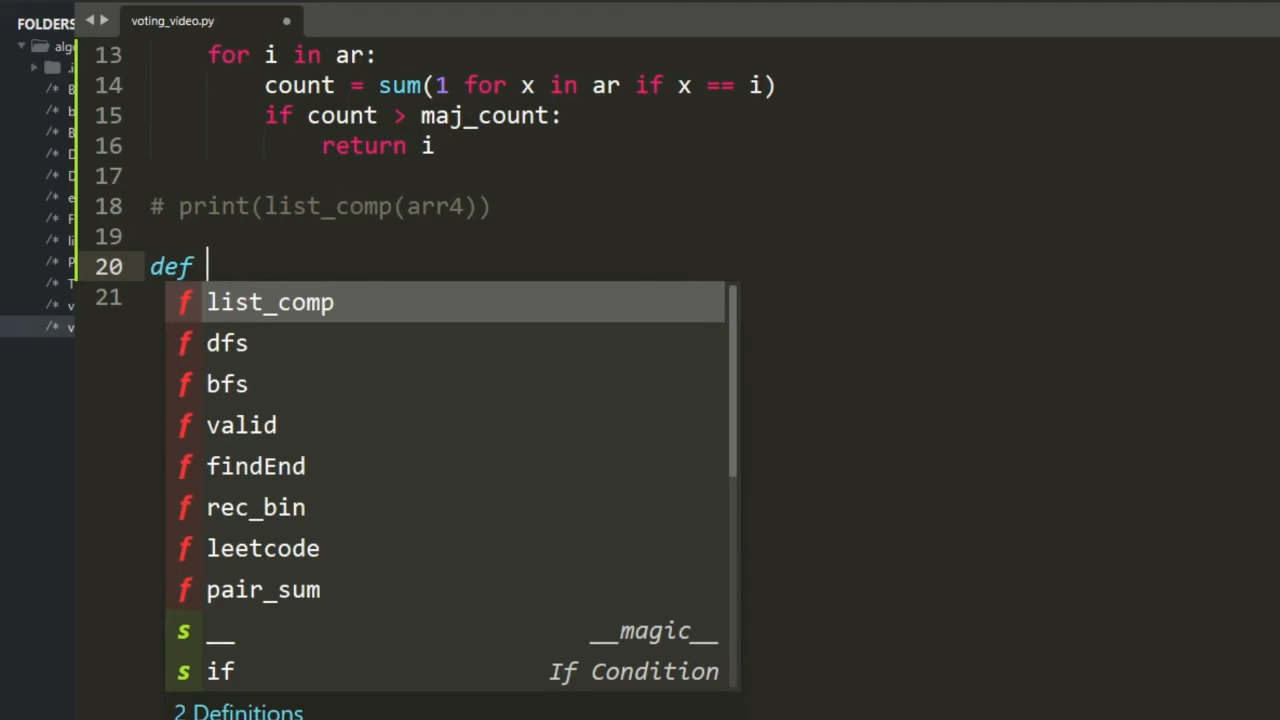 FOLDERS
voting_video.py
13 for i in ar:
14 count = sum(1 for x in ar if x == i)
15 if count > maj_count:
16 return i
17
18 # print(list_comp(arr4))
19
20 def
21
f list_comp
f dfs
f bfs
f valid
f findEnd
f rec_bin
f leetcode
f pair_sum
s __ __magic__
s if If Condition
2 Definitions